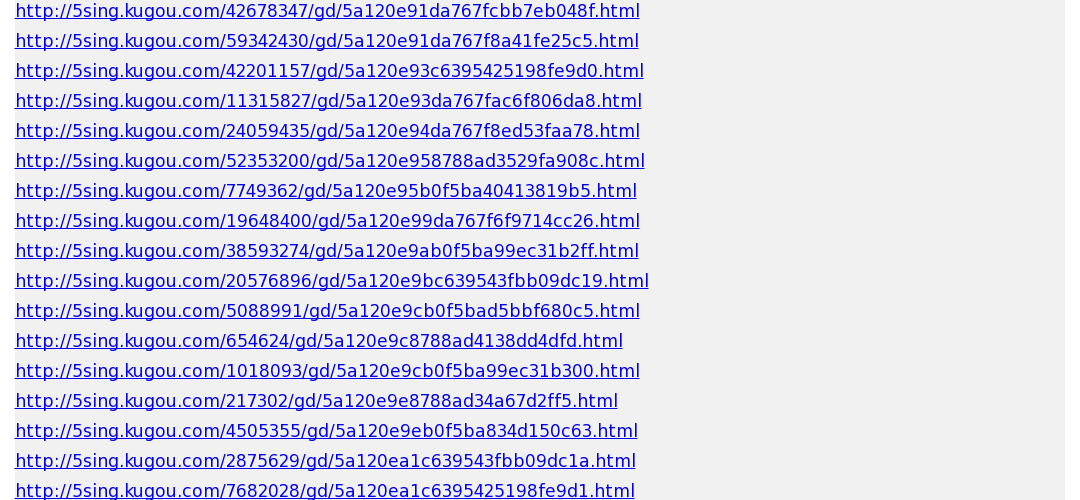 http://5sing.kugou.com/42678347/gd/5a120e91da767fcbb7eb048f.html
http://5sing.kugou.com/59342430/gd/5a120e91da767f8a41fe25c5.html
http://5sing.kugou.com/42201157/gd/5a120e93c6395425198fe9d0.html
http://5sing.kugou.com/11315827/gd/5a120e93da767fac6f806da8.html
http://5sing.kugou.com/24059435/gd/5a120e94da767f8ed53faa78.html
http://5sing.kugou.com/52353200/gd/5a120e958788ad3529fa908c.html
http://5sing.kugou.com/7749362/gd/5a120e95b0f5ba40413819b5.html
http://5sing.kugou.com/19648400/gd/5a120e99da767f6f9714cc26.html
http://5sing.kugou.com/38593274/gd/5a120e9ab0f5ba99ec31b2ff.html
http://5sing.kugou.com/20576896/gd/5a120e9bc639543fbb09dc19.html
http://5sing.kugou.com/5088991/gd/5a120e9cb0f5bad5bbf680c5.html
http://5sing.kugou.com/654624/gd/5a120e9c8788ad4138dd4dfd.html
http://5sing.kugou.com/1018093/gd/5a120e9cb0f5ba99ec31b300.html
http://5sing.kugou.com/217302/gd/5a120e9e8788ad34a67d2ff5.html
http://5sing.kugou.com/4505355/gd/5a120e9eb0f5ba834d150c63.html
http://5sing.kugou.com/2875629/gd/5a120ea1c639543fbb09dc1a.html
http://5sing.kugou.com/7682028/gd/5a120ea1c6395425198fe9d1.html